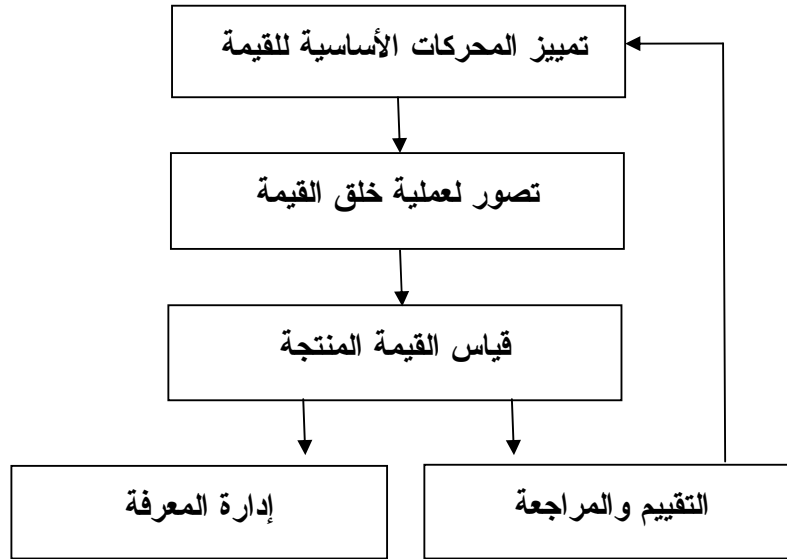 تمييز المحركات الأساسية للقيمة
تصور لعملية خلق القيمة
قياس القيمة المنتجة
التقييم والمراجعة
إدارة المعرفة